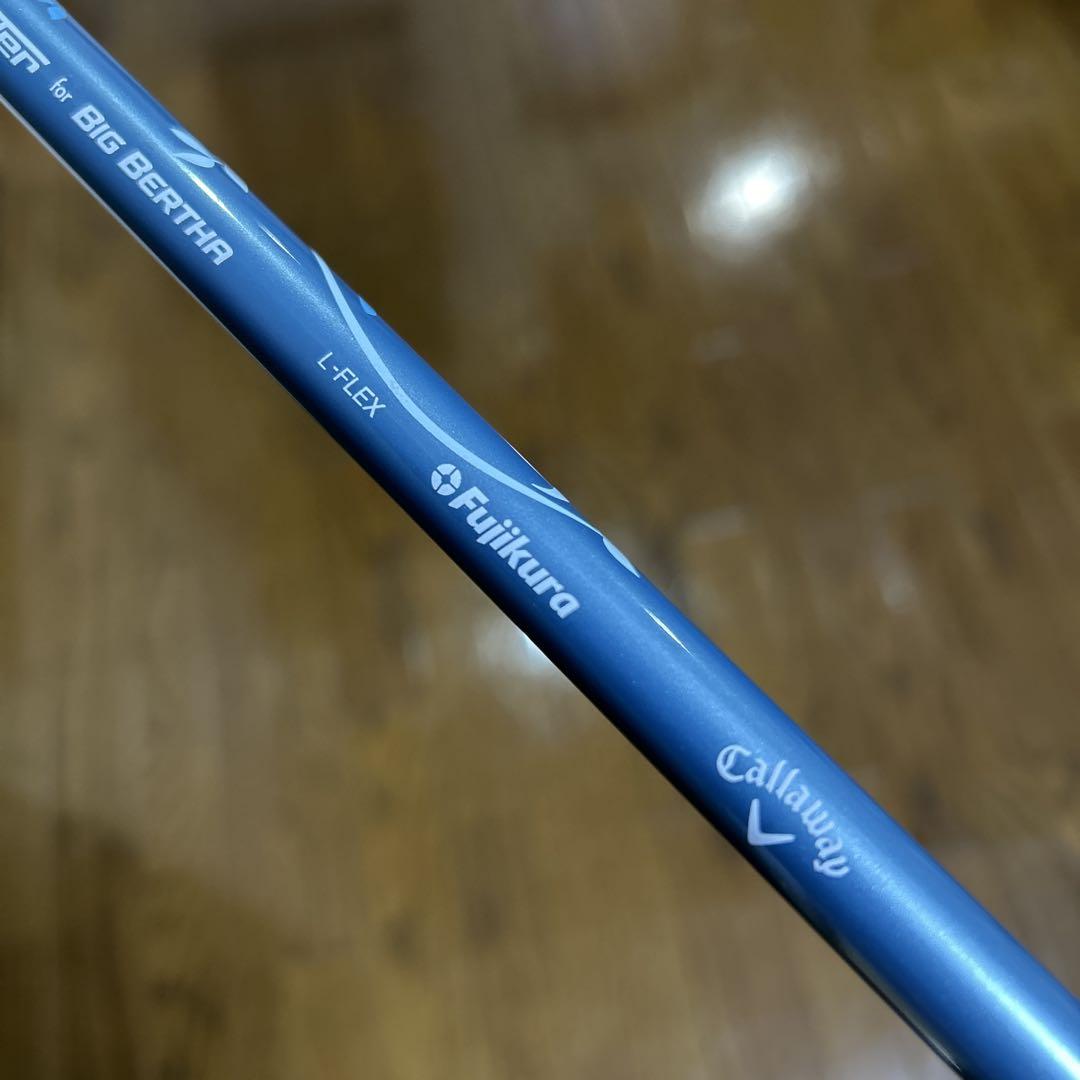 for BIG BERTHA
L-FLEX
Fujikura
Callaway